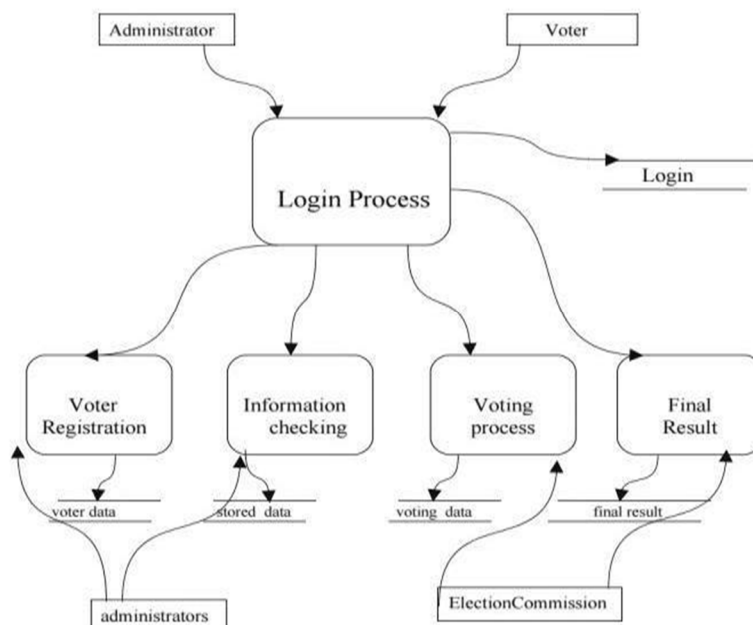 Administrator
Voter
Login
Login Process
Voter
Registration
Information
checking
Voting
process
Final
Result
voter data
stored data
voting data
final result
administrators
ElectionCommission